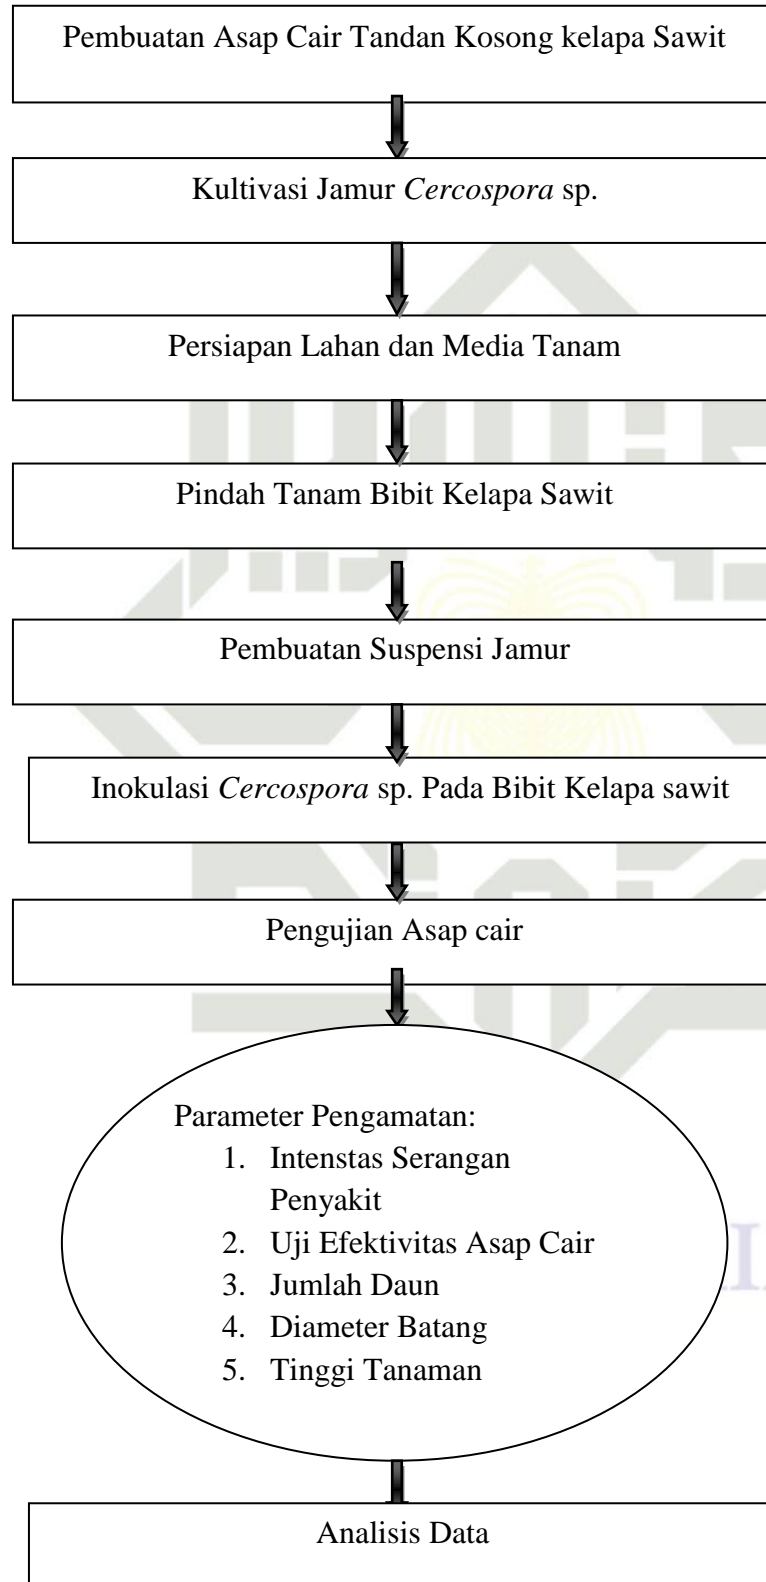 Pembuatan Asap Cair Tandan Kosong kelapa Sawit
Kultivasi Jamur Cercospora sp.
Persiapan Lahan dan Media Tanam
Pindah Tanam Bibit Kelapa Sawit
Pembuatan Suspensi Jamur
Inokulasi Cercospora sp. Pada Bibit Kelapa sawit
Pengujian Asap cair
Parameter Pengamatan:
1. Intenstas Serangan
Penyakit
2. Uji Efektivitas Asap Cair
3. Jumlah Daun
4. Diameter Batang
5. Tinggi Tanaman
Analisis Data